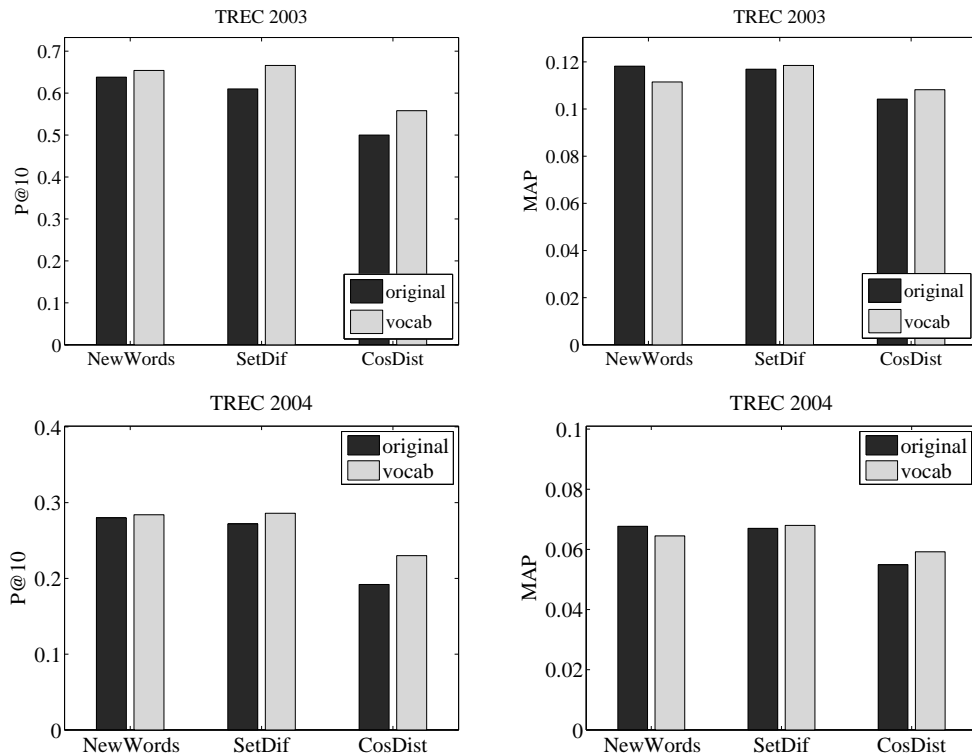 TREC 2003
P@10
0.7
0.6
0.5
0.4
0.3
0.2
0.1
0
original
vocab
NewWords SetDif CosDist
TREC 2003
MAP
0.12
0.1
0.08
0.06
0.04
0.02
0
original
vocab
NewWords SetDif CosDist
TREC 2004
P@10
0.4
0.3
0.2
0.1
0
original
vocab
NewWords SetDif CosDist
TREC 2004
MAP
0.1
0.08
0.06
0.04
0.02
0
original
vocab
NewWords SetDif CosDist